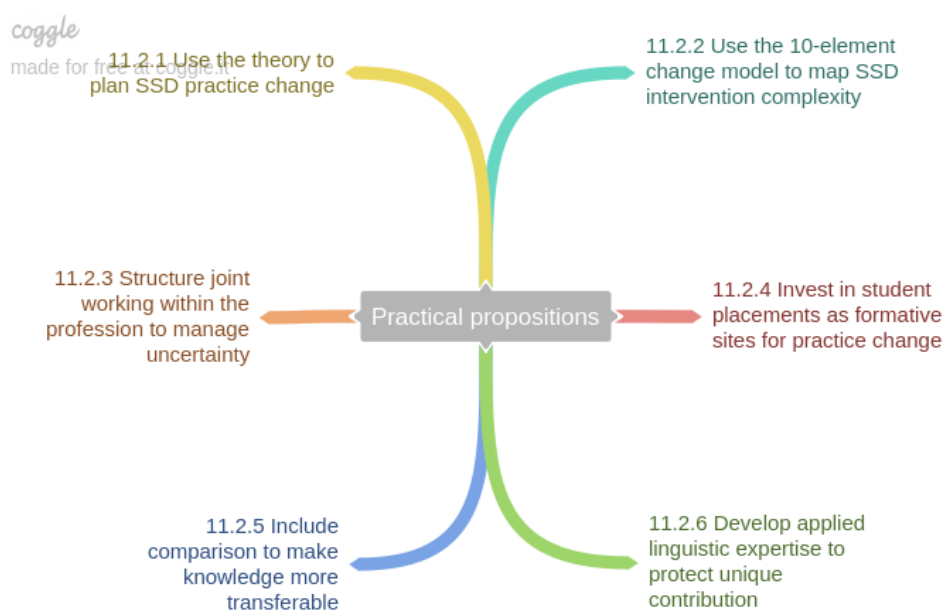 coggle
made for free at coggle.it
11.2.1 Use the theory to
plan SSD practice change
11.2.2 Use the 10-element
change model to map SSD
intervention complexity
11.2.3 Structure joint
working within the
profession to manage
uncertainty
Practical propositions
11.2.4 Invest in student
placements as formative
sites for practice change
11.2.5 Include
comparison to make
knowledge more
transferable
11.2.6 Develop applied
linguistic expertise to
protect unique
contribution